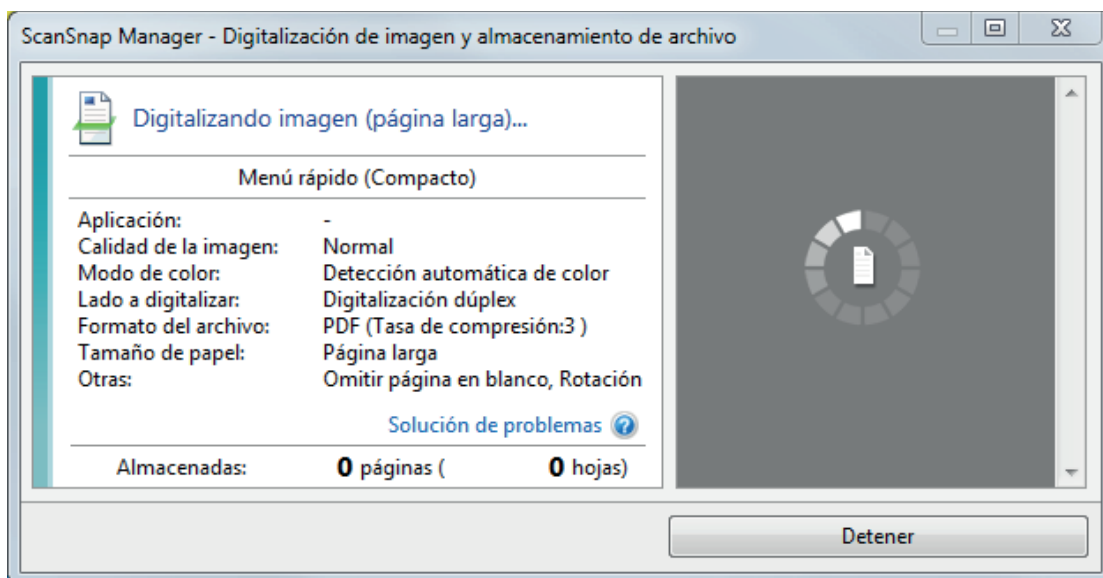 ScanSnap Manager - Digitalización de imagen y almacenamiento de archivo
Digitalizando imagen (página larga)...
Menú rápido (Compacto)
Aplicación: -
Calidad de la imagen: Normal
Modo de color: Detección automática de color
Lado a digitalizar: Digitalización dúplex
Formato del archivo: PDF (Tasa de compresión:3 )
Tamaño de papel: Página larga
Otras: Omitir página en blanco, Rotación
Solución de problemas
Almacenadas: 0 páginas ( 0 hojas)
Detener